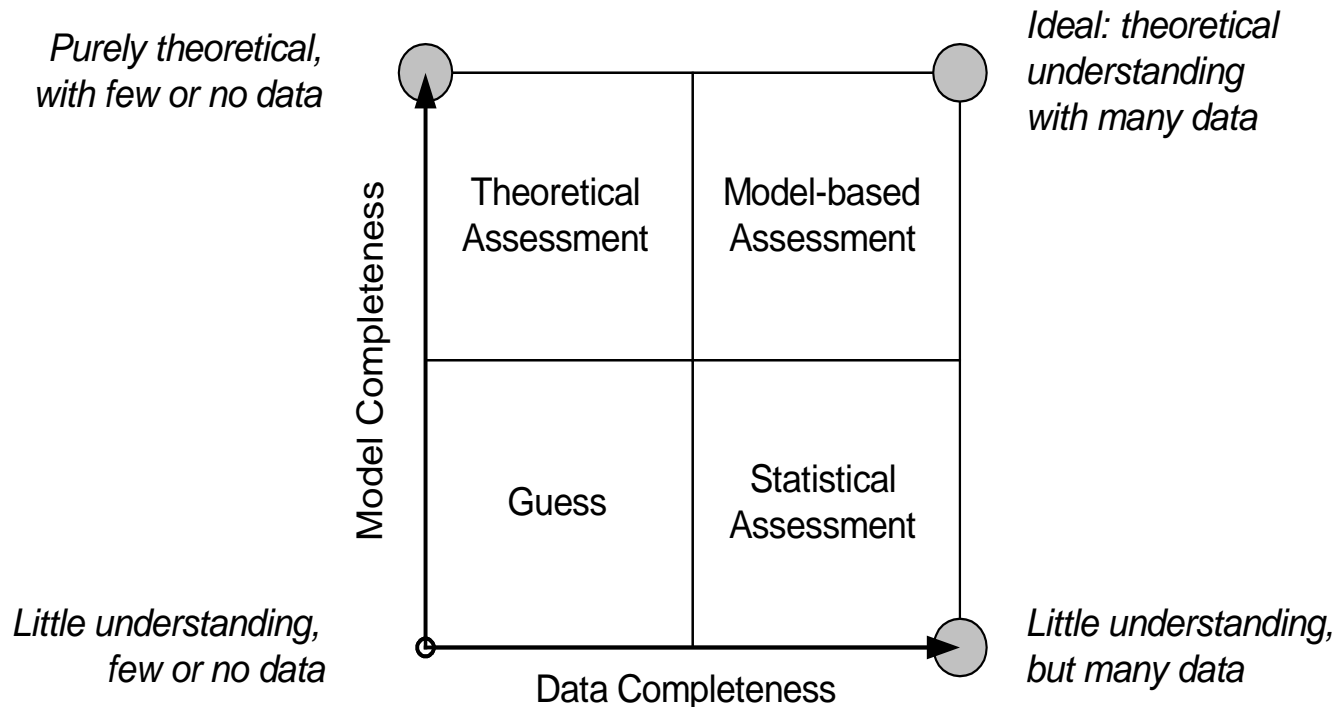 Purely theoretical,
with few or no data
Ideal: theoretical
understanding
with many data
Model Completeness
Theoretical
Assessment
Model-based
Assessment
Guess
Statistical
Assessment
Little understanding,
few or no data
Data Completeness
Little understanding,
but many data